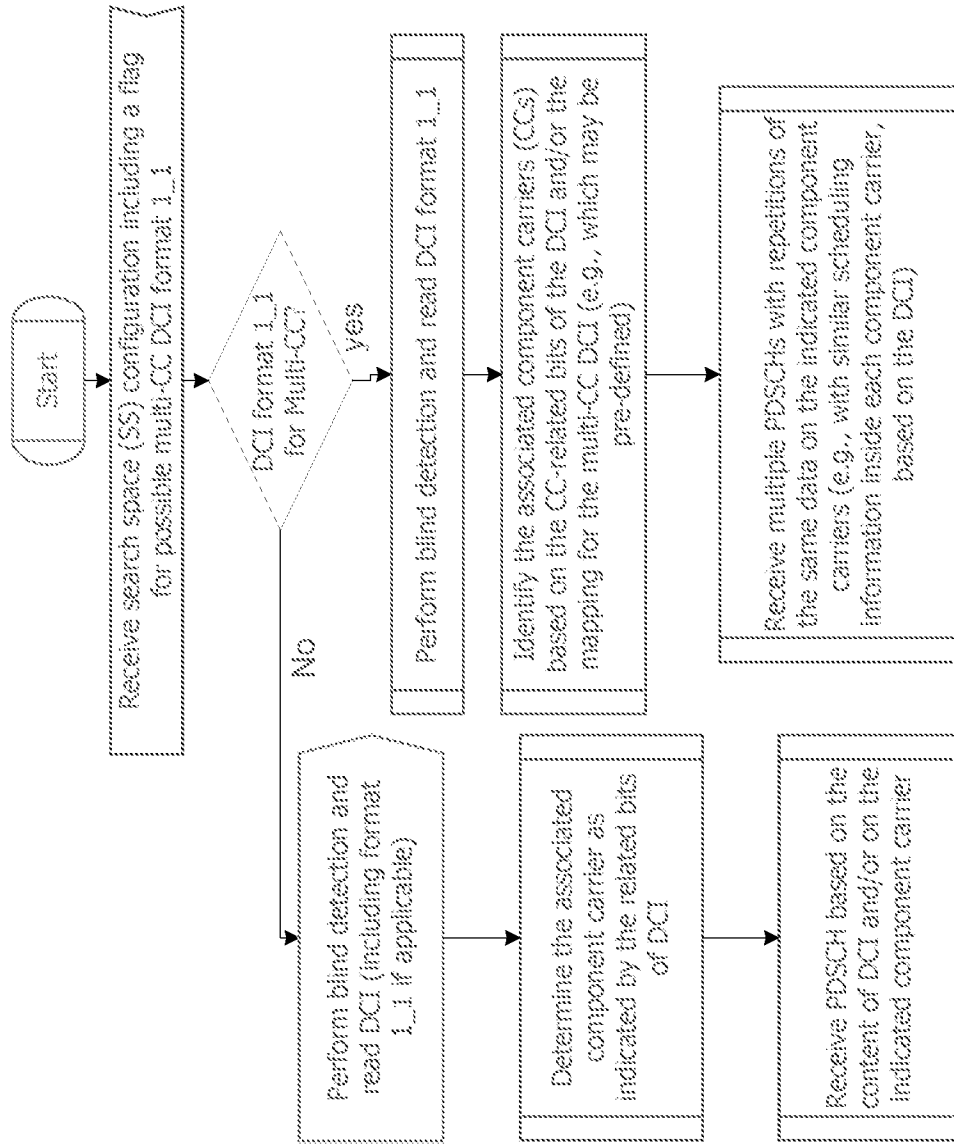 Start
Receive search space (SS) configuration including a flag
for possible multi-CC DCI format 1_1
DCI format 1_1
for Multi-CC?
yes
No
Perform blind detection and read DCI format 1_1
Identify the associated component carriers (CCs)
based on the CC-related bits of the DCI and/or the
mapping for the multi-CC DCI (e.g., which may be
pre-defined)
Receive multiple PDSCHs with repetitions of
the same data on the indicated component
carriers (e.g., with similar scheduling
information inside each component carrier,
based on the DCI)
Perform blind detection and
read DCI (including format
1_1 if applicable)
Determine the associated
component carrier as
indicated by the related bits
of DCI
Receive PDSCH based on the
content of DCI and/or on the
indicated component carrier